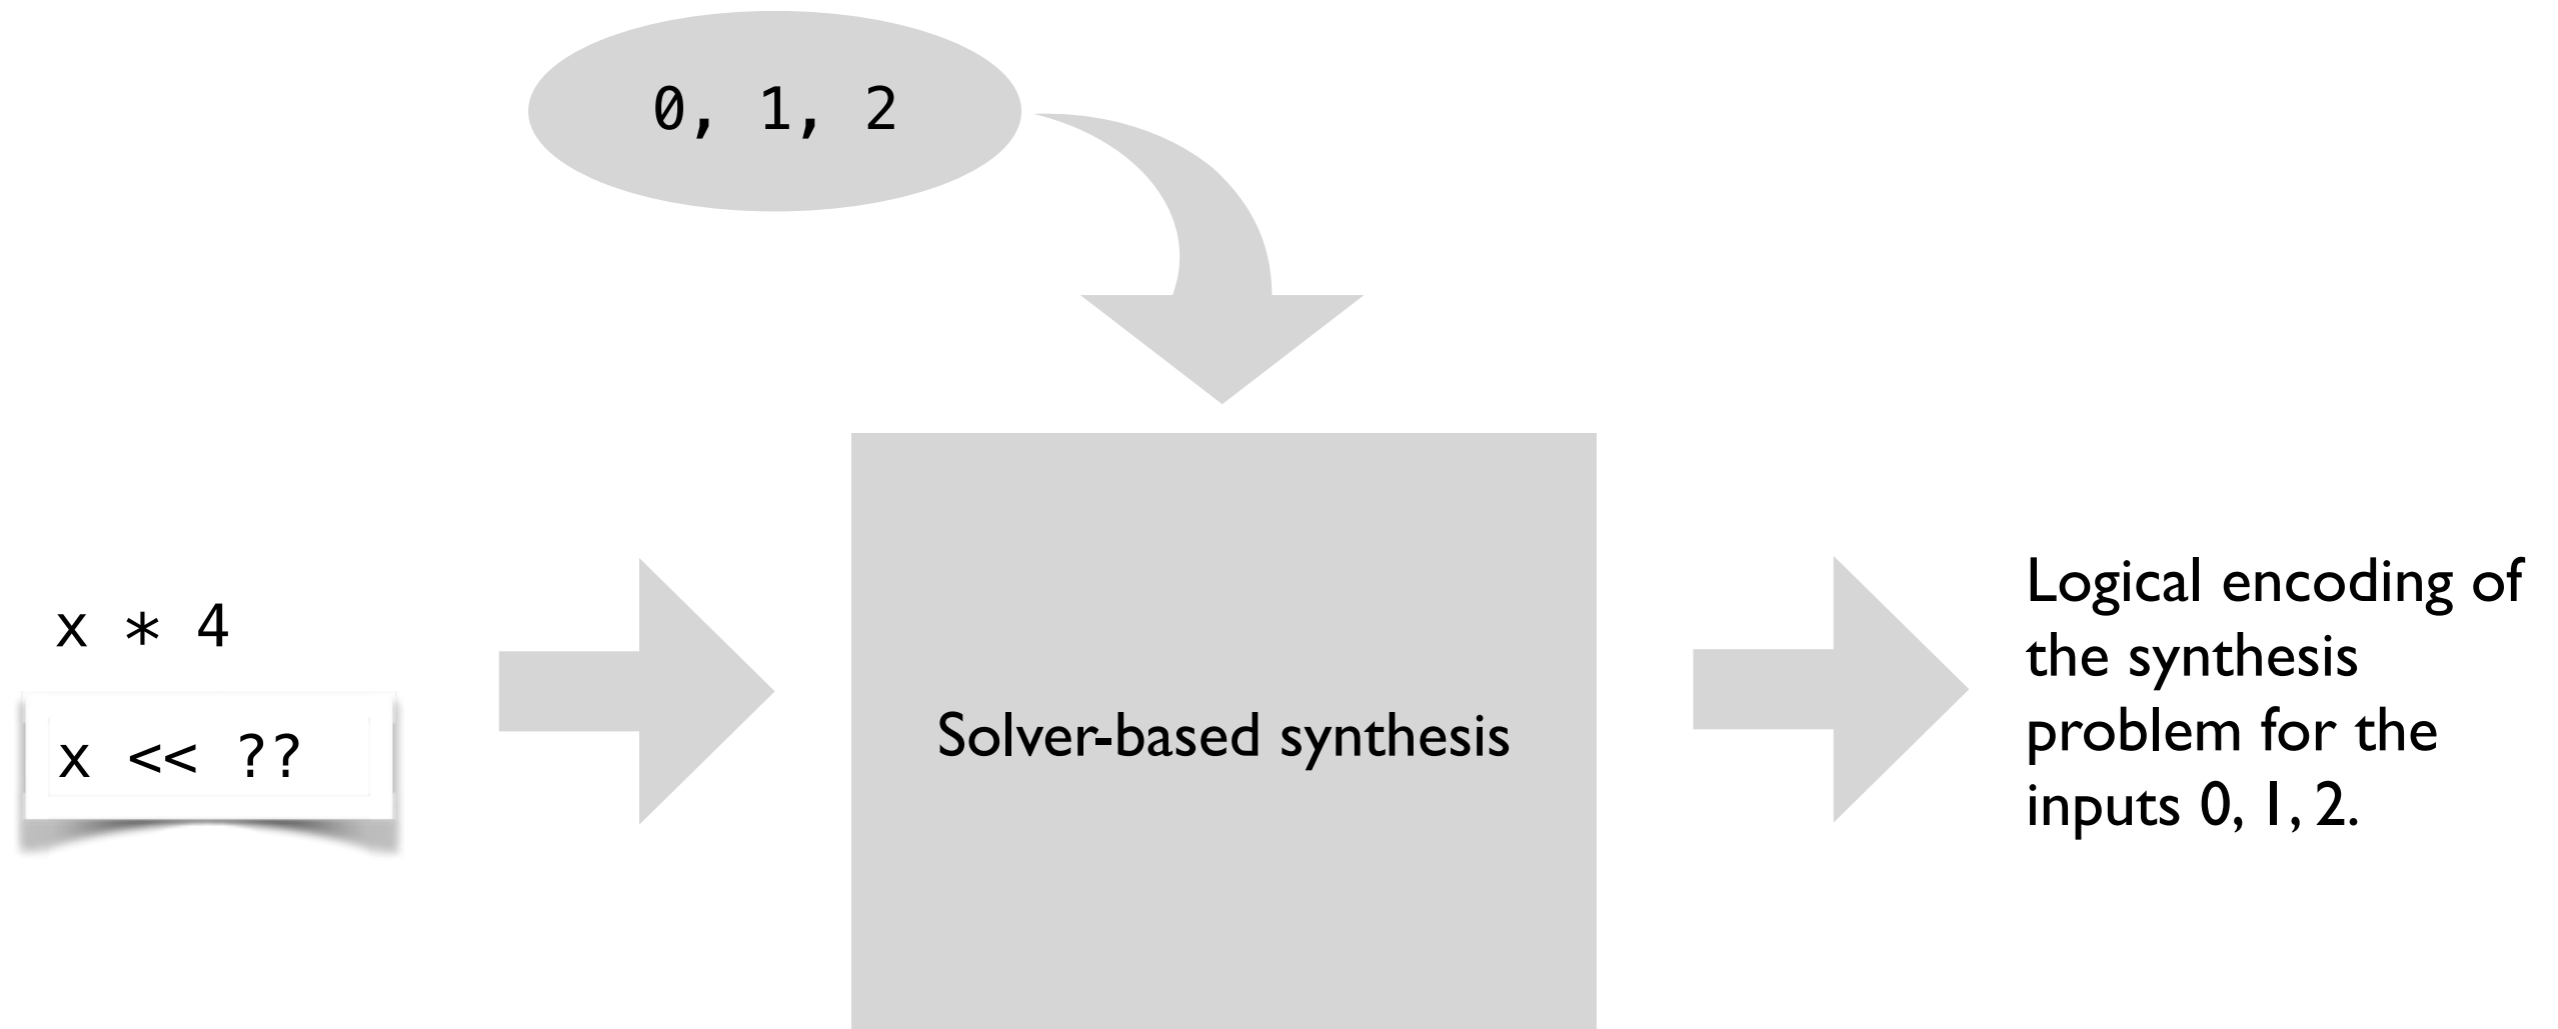 0, 1, 2
x * 4
x << ??
Solver-based synthesis
Logical encoding of
the synthesis
problem for the
inputs 0, 1, 2.